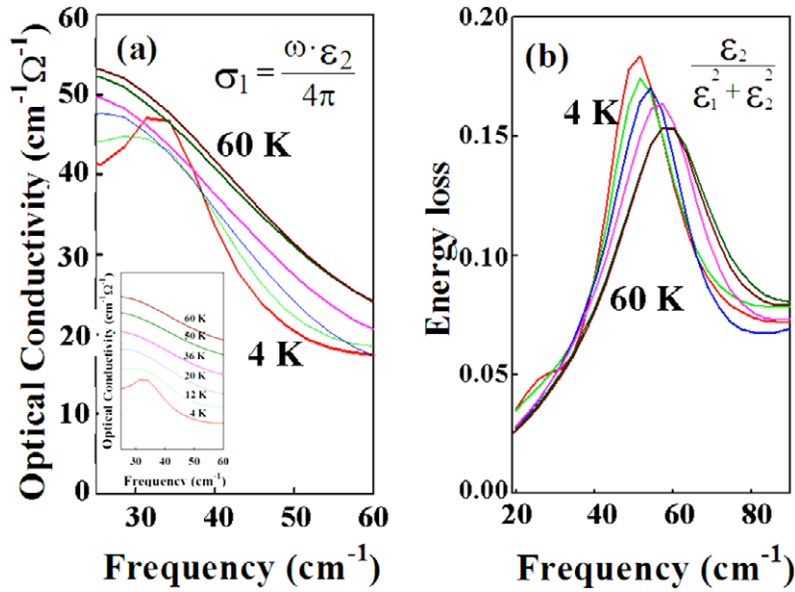 (a)
σ₁ = ω·ε₂ / 4π
60 K
4 K
60
50
40
30
20
10
0
30
40
50
60
Optical Conductivity (cm⁻¹Ω⁻¹)
Frequency (cm⁻¹)
60 K
50 K
36 K
20 K
12 K
4 K
30
40
50
60
Optical Conductivity (cm⁻¹Ω⁻¹)
Frequency (cm⁻¹)
(b)
ε₂ / ε₁² + ε₂²
4 K
60 K
0.20
0.15
0.10
0.05
0.00
20
40
60
80
Energy loss
Frequency (cm⁻¹)